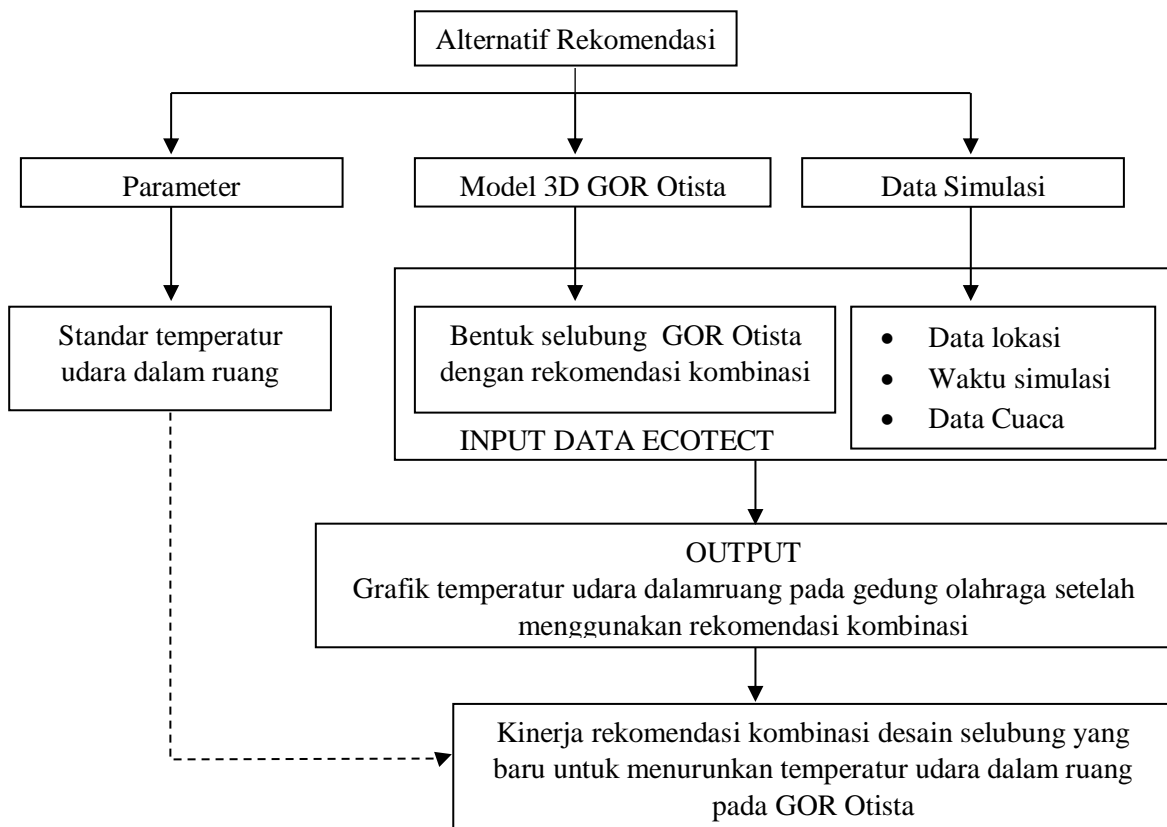 Alternatif Rekomendasi
Parameter
Model 3D GOR Otista
Data Simulasi
Standar temperatur
udara dalam ruang
Bentuk selubung GOR Otista
dengan rekomendasi kombinasi
• Data lokasi
• Waktu simulasi
• Data Cuaca
INPUT DATA ECOTECT
OUTPUT
Grafik temperatur udara dalamruang pada gedung olahraga setelah
menggunakan rekomendasi kombinasi
Kinerja rekomendasi kombinasi desain selubung yang
baru untuk menurunkan temperatur udara dalam ruang
pada GOR Otista